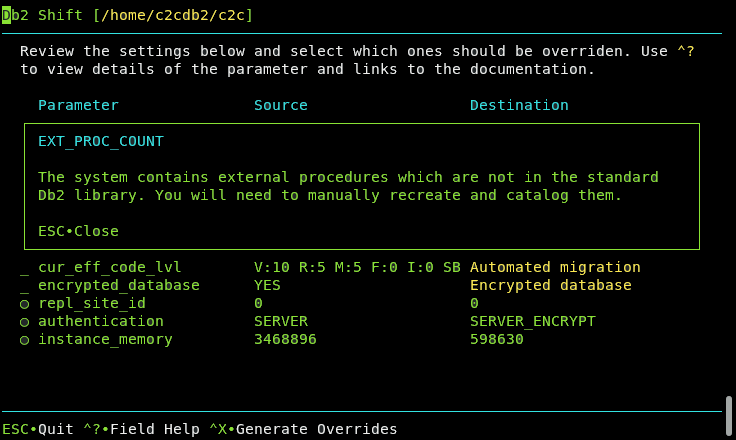 Db2 Shift [/home/c2cdb2/c2c]
Review the settings below and select which ones should be overriden. Use ^?
to view details of the parameter and links to the documentation.
Parameter Source Destination
EXT_PROC_COUNT
The system contains external procedures which are not in the standard
Db2 library. You will need to manually recreate and catalog them.
ESC•Close
_ cur_eff_code_lvl V:10 R:5 M:5 F:0 I:0 SB Automated migration
_ encrypted_database YES Encrypted database
○ repl_site_id 0 0
○ authentication SERVER SERVER_ENCRYPT
○ instance_memory 3468896 598630
ESC•Quit ^?•Field Help ^X•Generate Overrides